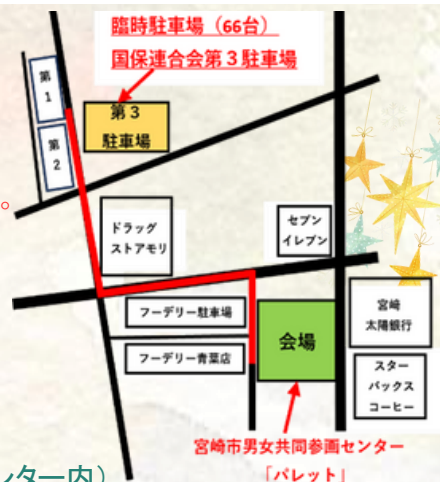 臨時駐車場（66台）
国保連合会第３駐車場
第
1
第
2
第３
駐車場
。
ドラッグ
ストアモリ
セブン
イレブン
フーデリー駐車場
フーデリー青葉店
会場
宮崎
太陽銀行
スター
バックス
コーヒー
宮崎市男女共同参画センター
「パレット」
ンター内）